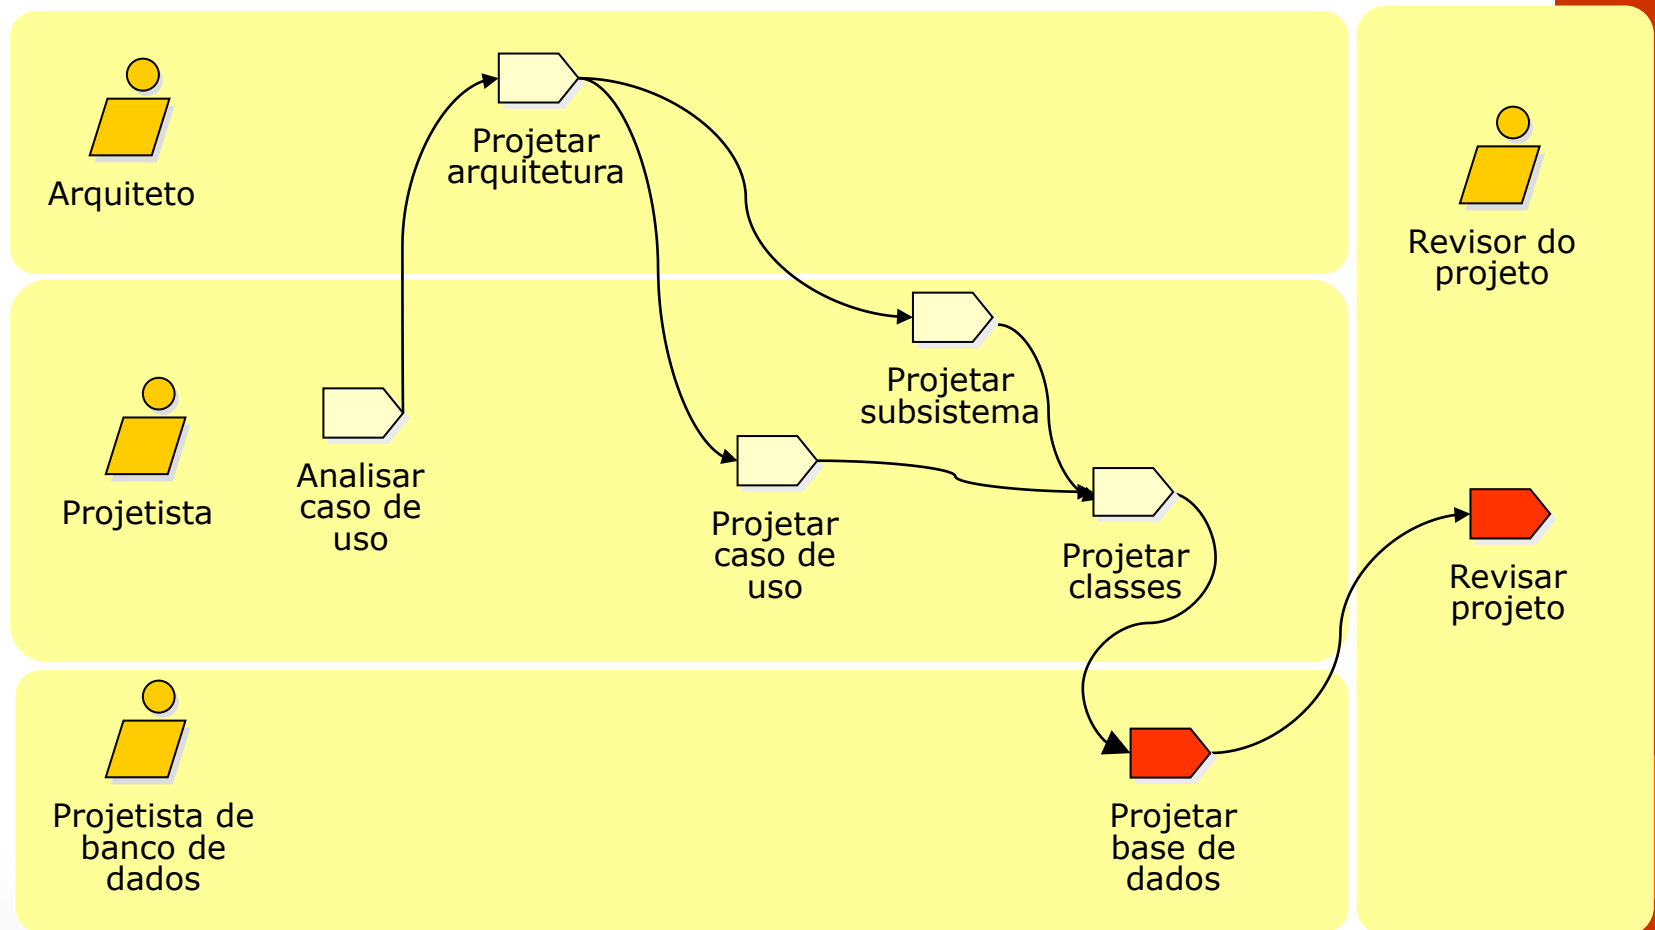 Projetar
arquitetura
Arquiteto
Revisor do
projeto
Projetar
subsistema
Analisar
caso de
uso
Projetista
Projetar
caso de
uso
Projetar
classes
Revisar
projeto
Projetista de
banco de
dados
Projetar
base de
dados